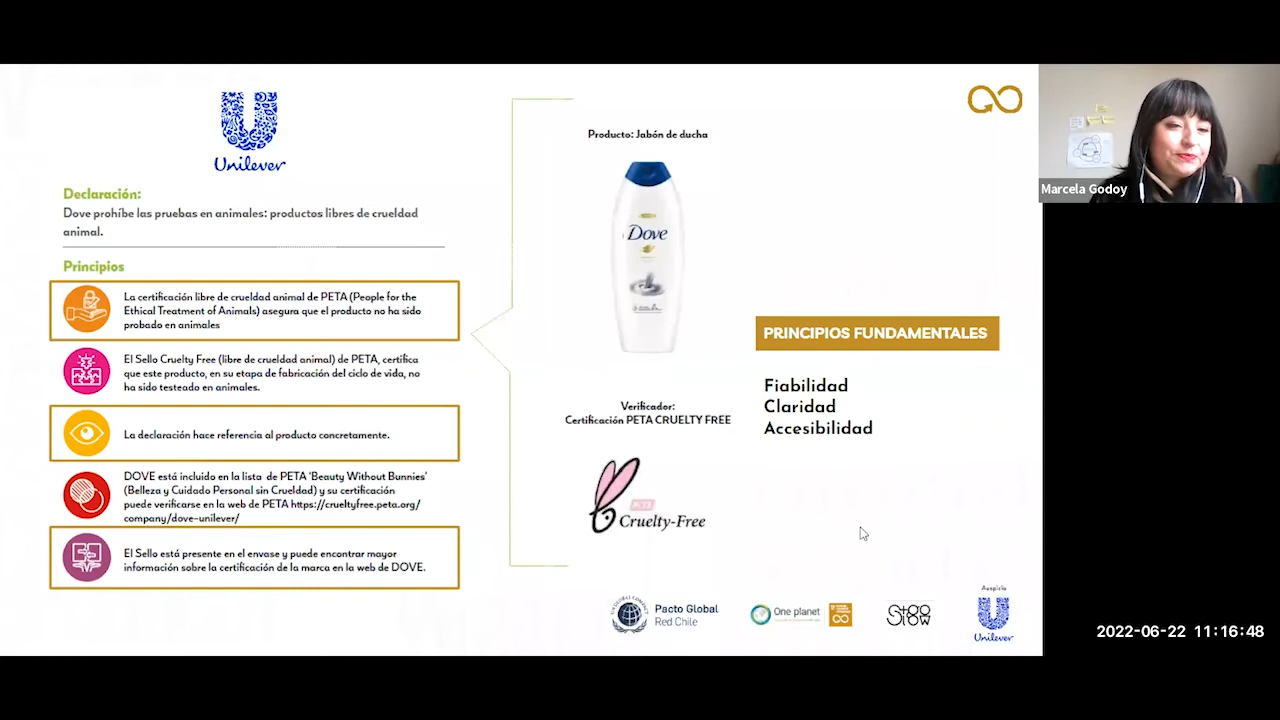 Unilever
Declaración:
Dove prohíbe las pruebas en animales: productos libres de crueldad
animal.
Principios
La certificación libre de crueldad animal de PETA (People for the
Ethical Treatment of Animals) asegura que el producto no ha sido
probado en animales
El Sello Cruelty Free (libre de crueldad animal) de PETA, certifica
que este producto, en su etapa de fabricación del ciclo de vida, no
ha sido testeado en animales.
La declaración hace referencia al producto concretamente.
DOVE está incluido en la lista de PETA 'Beauty Without Bunnies'
(Belleza y Cuidado Personal sin Crueldad) y su certificación
puede verificarse en la web de PETA https://crueltyfree.peta.org/
company/dove-unilever/
El Sello está presente en el envase y puede encontrar mayor
información sobre la certificación de la marca en la web de DOVE.
Producto: Jabón de ducha
Dove
Verificador:
Certificación PETA CRUELTY FREE
PETA
Cruelty-Free
PRINCIPIOS FUNDAMENTALES
Fiabilidad
Claridad
Accesibilidad
Pacto Global
Red Chile
One planet
Auspicia
Unilever
Marcela Godoy
2022-06-22 11:16:48